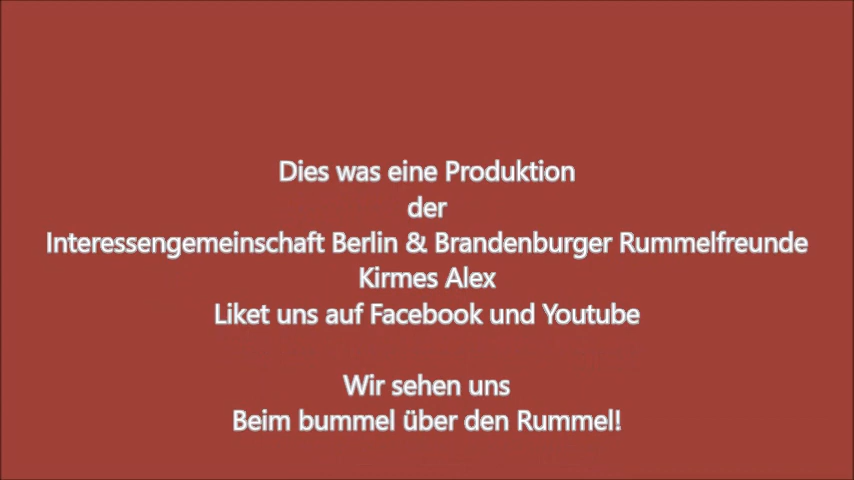 Dies was eine Produktion
der
Interessengemeinschaft Berlin & Brandenburger Rummelfreunde
Kirmes Alex
Liket uns auf Facebook und Youtube
Wir sehen uns
Beim bummel über den Rummel!